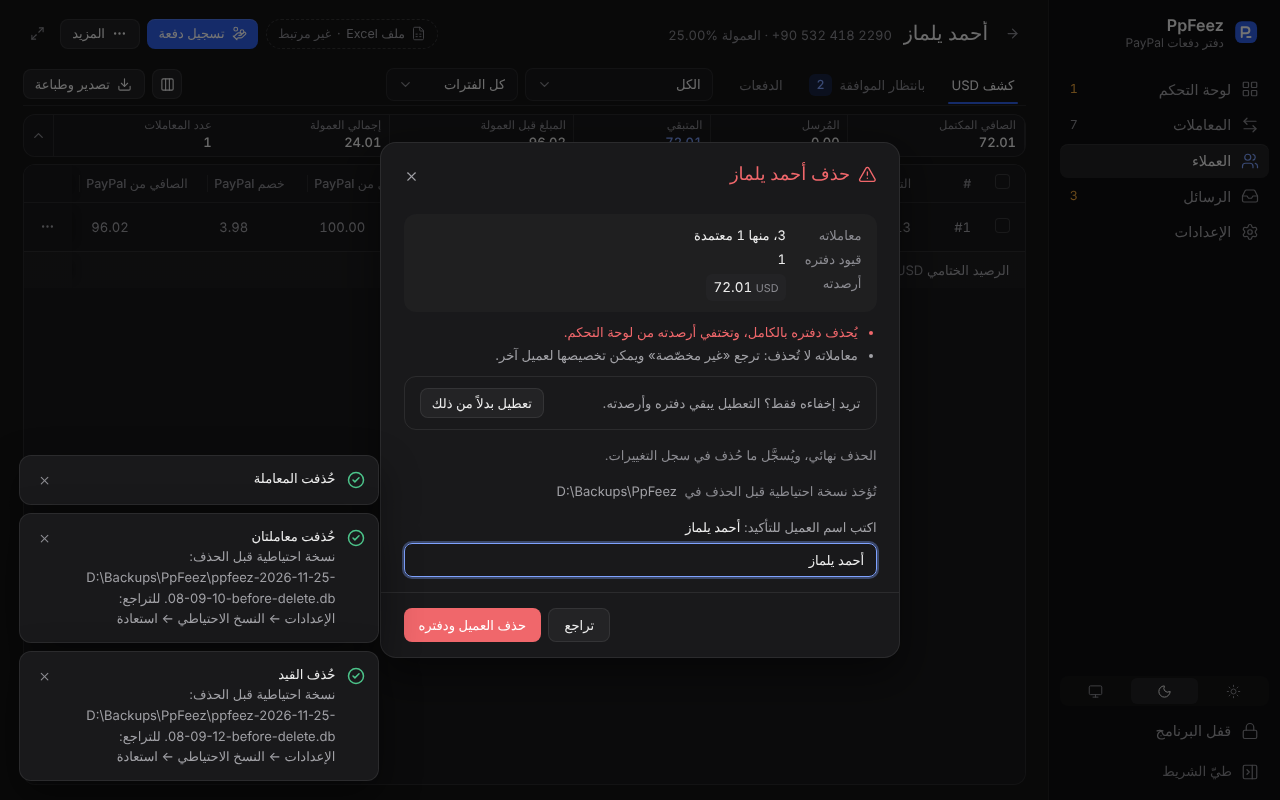 PpFeez
دفتر دفعات PayPal
لوحة التحكم 1
المعاملات 7
العملاء
الرسائل 3
الإعدادات
قفل البرنامج
طيّ الشريط
أحمد يلماز
+90 532 418 2290 · العمولة 25.00%
ملف Excel · غير مرتبط
تسجيل دفعة
المزيد
كشف USD
بانتظار الموافقة 2
الدفعات
الكل
كل الفترات
تصدير وطباعة
الصافي المكتمل
72.01
المُرسل
0.00
المتبقي
72.01
المبلغ قبل العمولة
96.02
إجمالي العمولة
24.01
عدد المعاملات
1
#
خصم PayPal
الصافي من PayPal
#1
100.00
3.98
96.02
الرصيد الختامي USD
حذف أحمد يلماز
معاملاته 3، منها 1 معتمدة
قيود دفتره 1
أرصدته 72.01 USD
• يُحذف دفتره بالكامل، وتختفي أرصدته من لوحة التحكم.
• معاملاته لا تُحذف: ترجع «غير مخصّصة» ويمكن تخصيصها لعميل آخر.
تريد إخفاءه فقط؟ التعطيل يبقي دفتره وأرصدته.
تعطيل بدلاً من ذلك
الحذف نهائي، ويُسجَّل ما حُذف في سجل التغييرات.
تُؤخذ نسخة احتياطية قبل الحذف في D:\Backups\PpFeez
اكتب اسم العميل للتأكيد: أحمد يلماز
أحمد يلماز
تراجع
حذف العميل ودفتره
حُذفت المعاملة
حُذفت معاملتان
نسخة احتياطية قبل الحذف:
D:\Backups\PpFeez\ppfeez-2026-11-25-
08-09-10-before-delete.db. للتراجع:
الإعدادات ← النسخ الاحتياطي ← استعادة
حُذف القيد
نسخة احتياطية قبل الحذف:
D:\Backups\PpFeez\ppfeez-2026-11-25-
08-09-12-before-delete.db. للتراجع:
الإعدادات ← النسخ الاحتياطي ← استعادة